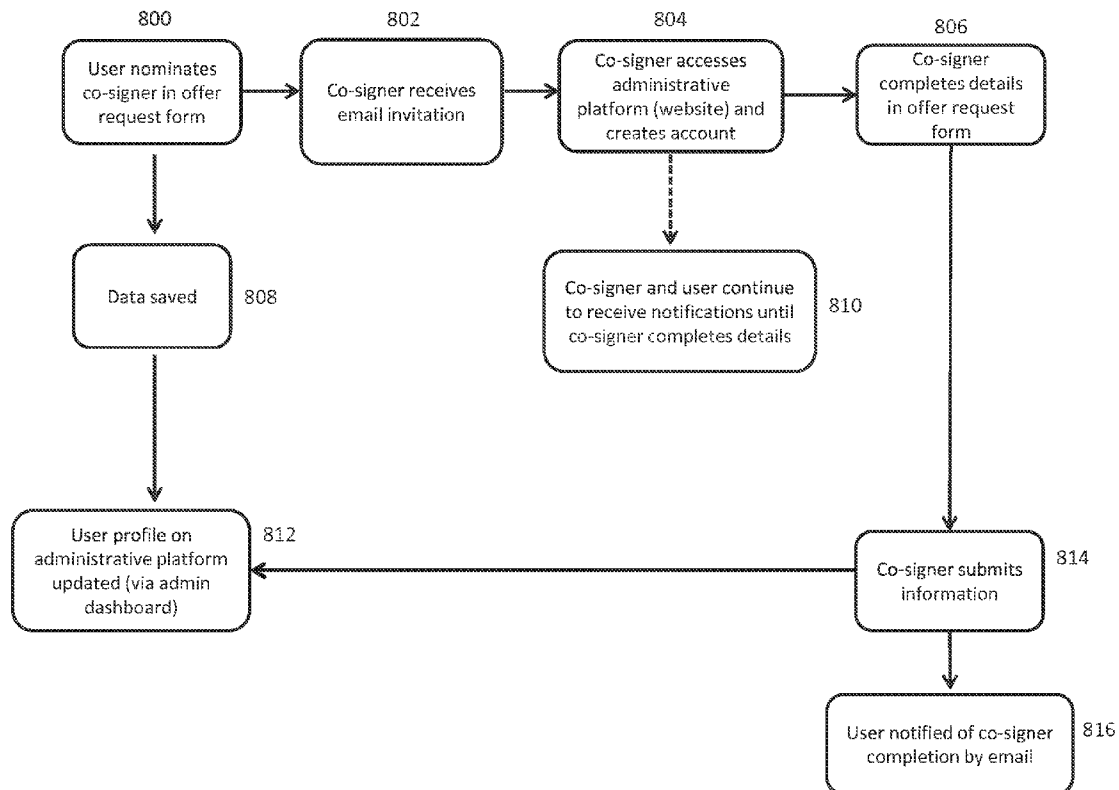 800
User nominates
co-signer in offer
request form
802
Co-signer receives
email invitation
804
Co-signer accesses
administrative
platform (website) and
creates account
806
Co-signer
completes details
in offer request
form
Data saved
808
Co-signer and user continue
to receive notifications until
co-signer completes details
810
User profile on
administrative platform
updated (via admin
dashboard)
812
Co-signer submits
information
814
User notified of co-signer
completion by email
816